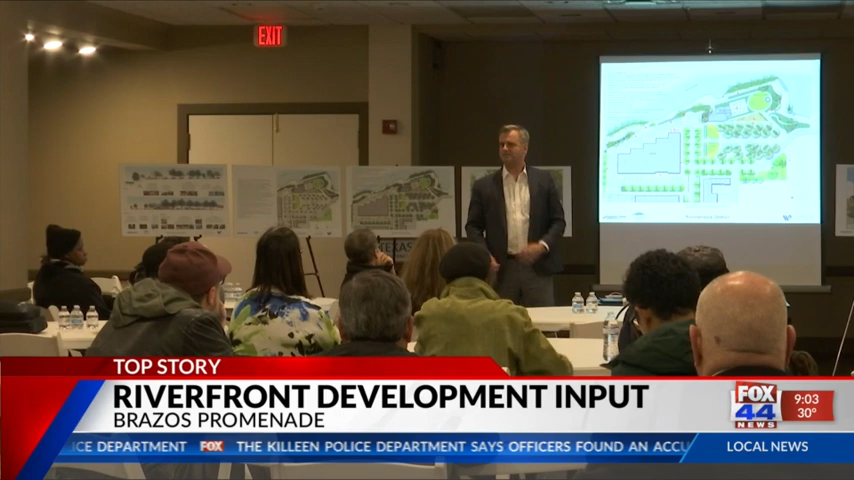 EXIT
TEXAS
TOP STORY
RIVERFRONT DEVELOPMENT INPUT
BRAZOS PROMENADE
FOX
44
NEWS
9:03
30°
ICE DEPARTMENT FOX THE KILLEEN POLICE DEPARTMENT SAYS OFFICERS FOUND AN ACCU
LOCAL NEWS